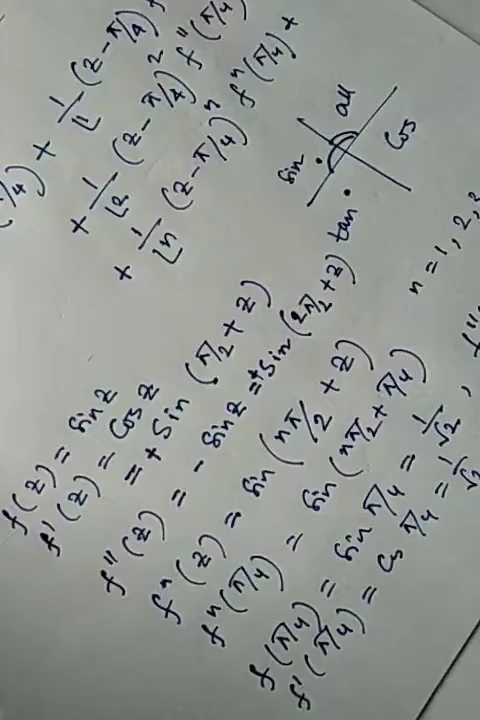 π/4) + 1/⌊1 (z - π/4) f
+ 1/⌊2 (z - π/4)² f''(π/4)
+ 1/⌊n (z - π/4)ⁿ fⁿ(π/4) +
sin all
tan cos
f(z) = sin z
f'(z) = cos z
= + sin (π/2 + z)
f''(z) = - sin z = + sin (2π/2 + z)
fⁿ(z) = sin (nπ/2 + z) n = 1, 2, 3
fⁿ(π/4) = sin (nπ/2 + π/4)
f(π/4) = sin π/4 = 1/√2 , f''
f'(π/4) = cos π/4 = 1/√2